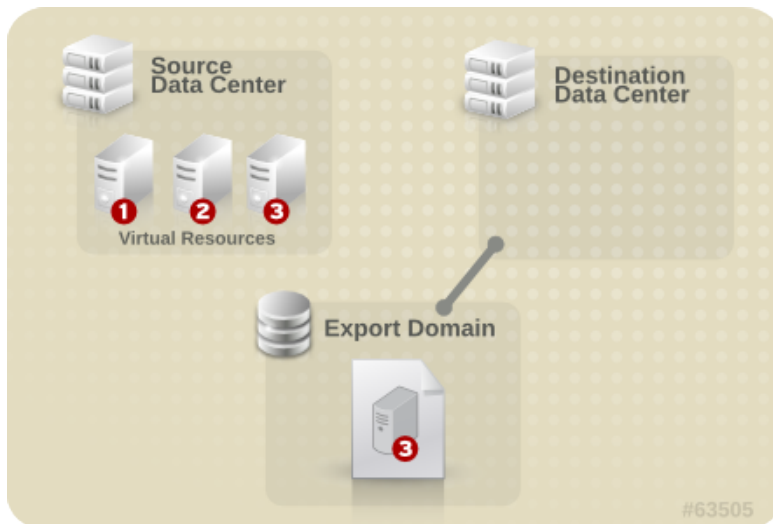 Source
Data Center
Destination
Data Center
1
2
3
Virtual Resources
Export Domain
3
#63505